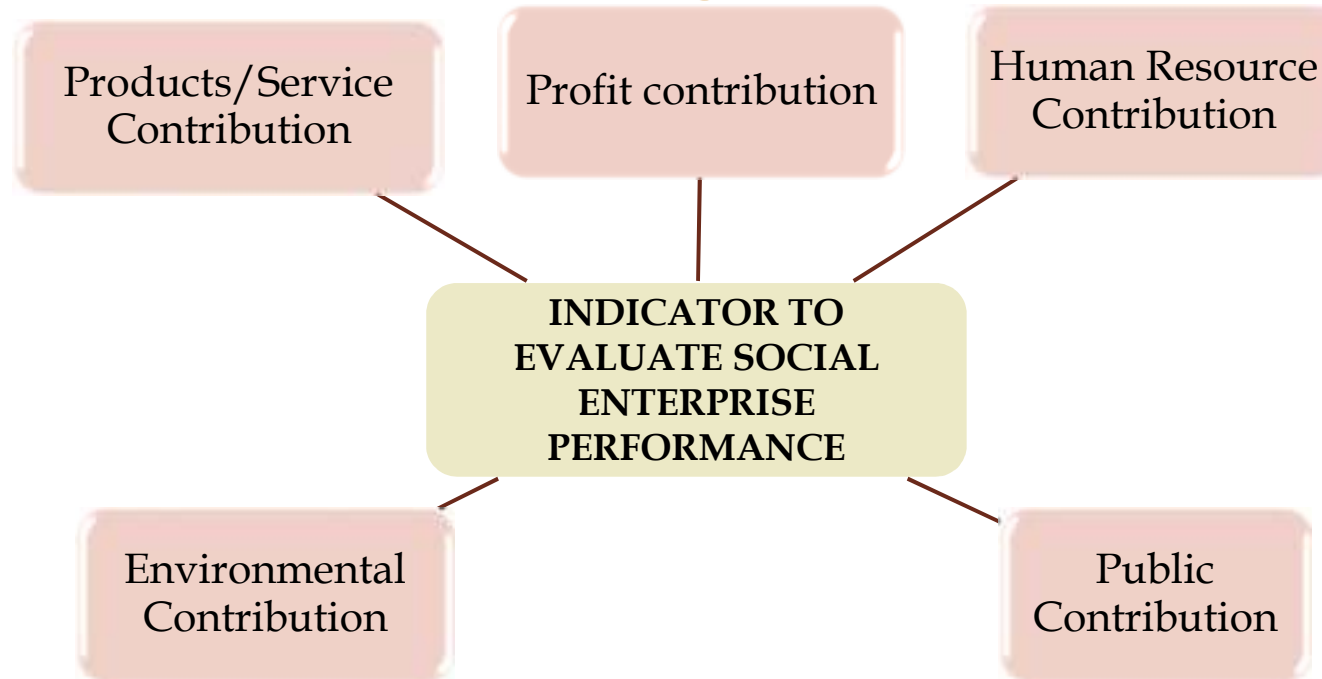 Products/Service
Contribution
Profit contribution
Human Resource
Contribution
INDICATOR TO
EVALUATE SOCIAL
ENTERPRISE
PERFORMANCE
Environmental
Contribution
Public
Contribution